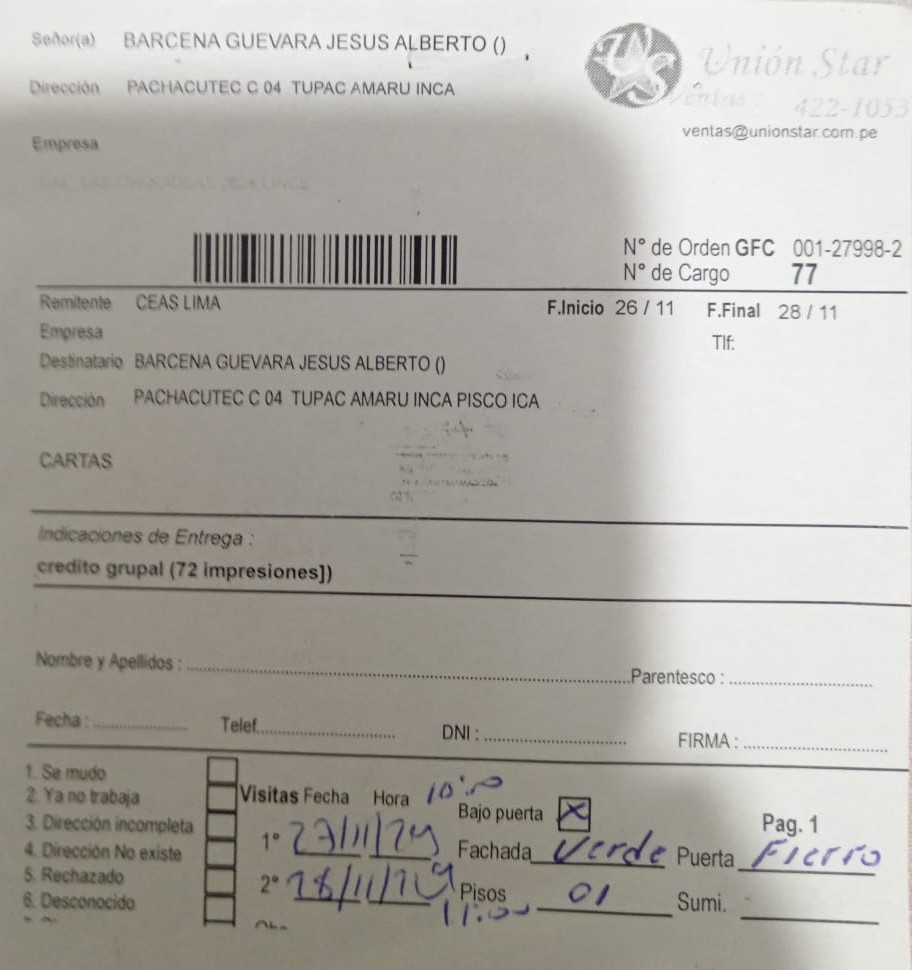 Señor(a) BARCENA GUEVARA JESUS ALBERTO ()
Unión Star
Dirección PACHACUTEC C 04 TUPAC AMARU INCA
Ventas: 422-1053
ventas@unionstar.com.pe
Empresa
N° de Orden GFC 001-27998-2
N° de Cargo 77
Remitente CEAS LIMA
F.Inicio 26 / 11 F.Final 28 / 11
Empresa
Tlf:
Destinatario BARCENA GUEVARA JESUS ALBERTO ()
Dirección PACHACUTEC C 04 TUPAC AMARU INCA PISCO ICA
CARTAS
Indicaciones de Entrega :
credito grupal (72 impresiones])
Nombre y Apellidos : Parentesco :
Fecha : Telef. DNI : FIRMA :
1. Se mudo
2. Ya no trabaja
3. Dirección incompleta
4. Dirección No existe
5. Rechazado
6. Desconocido
Visitas Fecha Hora 10:00
Bajo puerta X
Pag. 1
1° 27/11/24 Fachada Verde Puerta Fierro
2° 28/11/24 11:00 Pisos 01 Sumi.